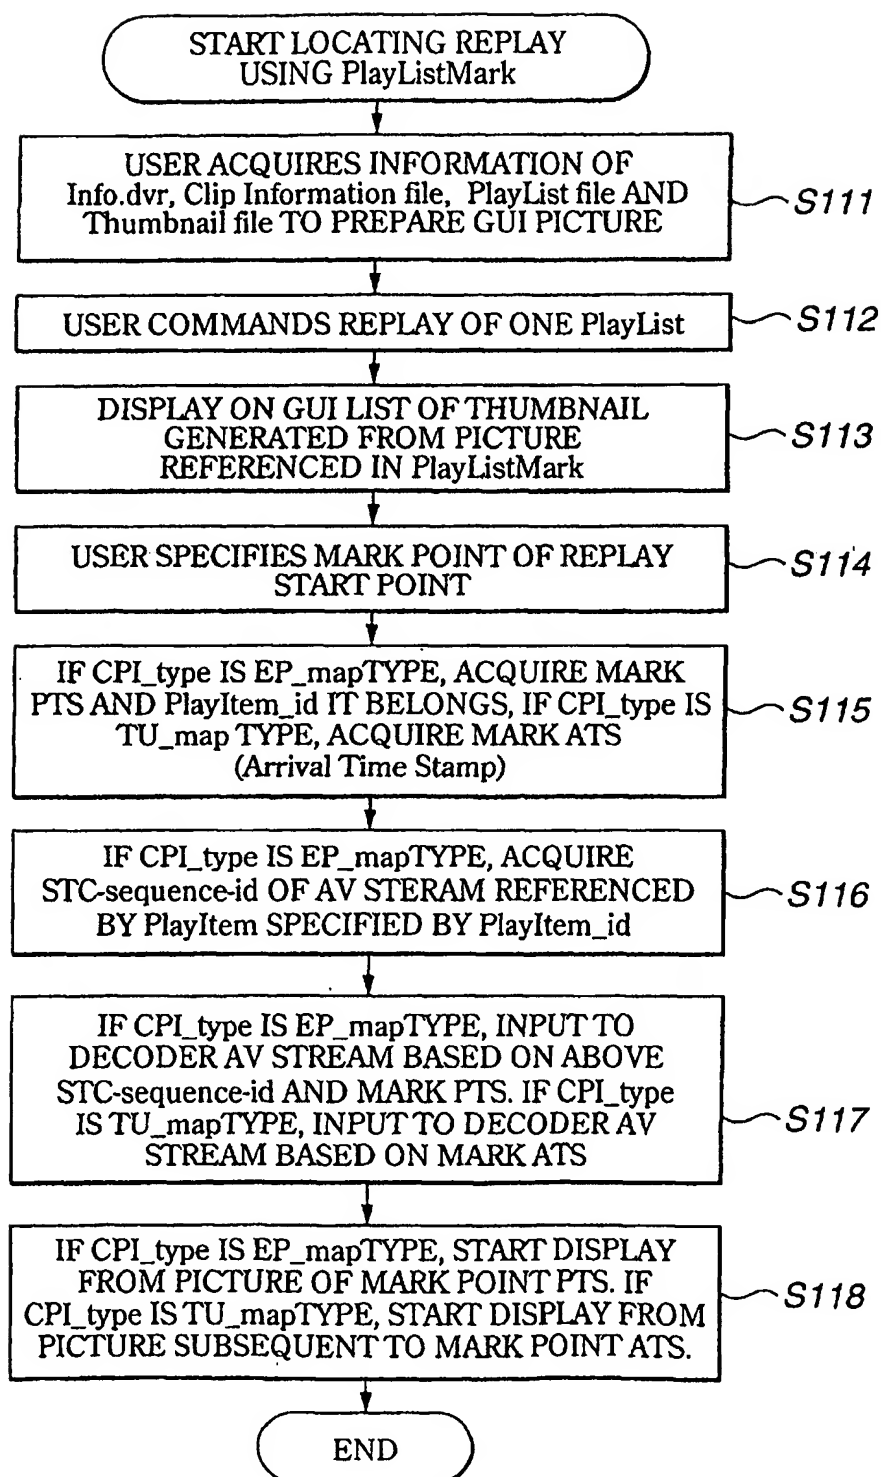 START LOCATING REPLAY
USING PlayListMark
USER ACQUIRES INFORMATION OF
Info.dvr, Clip Information file, PlayList file AND
Thumbnail file TO PREPARE GUI PICTURE
S111
USER COMMANDS REPLAY OF ONE PlayList
S112
DISPLAY ON GUI LIST OF THUMBNAIL
GENERATED FROM PICTURE
REFERENCED IN PlayListMark
S113
USER SPECIFIES MARK POINT OF REPLAY
START POINT
S114
IF CPI_type IS EP_mapTYPE, ACQUIRE MARK
PTS AND PlayItem_id IT BELONGS, IF CPI_type IS
TU_map TYPE, ACQUIRE MARK ATS
(Arrival Time Stamp)
S115
IF CPI_type IS EP_mapTYPE, ACQUIRE
STC-sequence-id OF AV STERAM REFERENCED
BY PlayItem SPECIFIED BY PlayItem_id
S116
IF CPI_type IS EP_mapTYPE, INPUT TO
DECODER AV STREAM BASED ON ABOVE
STC-sequence-id AND MARK PTS. IF CPI_type
IS TU_mapTYPE, INPUT TO DECODER AV
STREAM BASED ON MARK ATS
S117
IF CPI_type IS EP_mapTYPE, START DISPLAY
FROM PICTURE OF MARK POINT PTS. IF
CPI_type IS TU_mapTYPE, START DISPLAY FROM
PICTURE SUBSEQUENT TO MARK POINT ATS.
S118
END